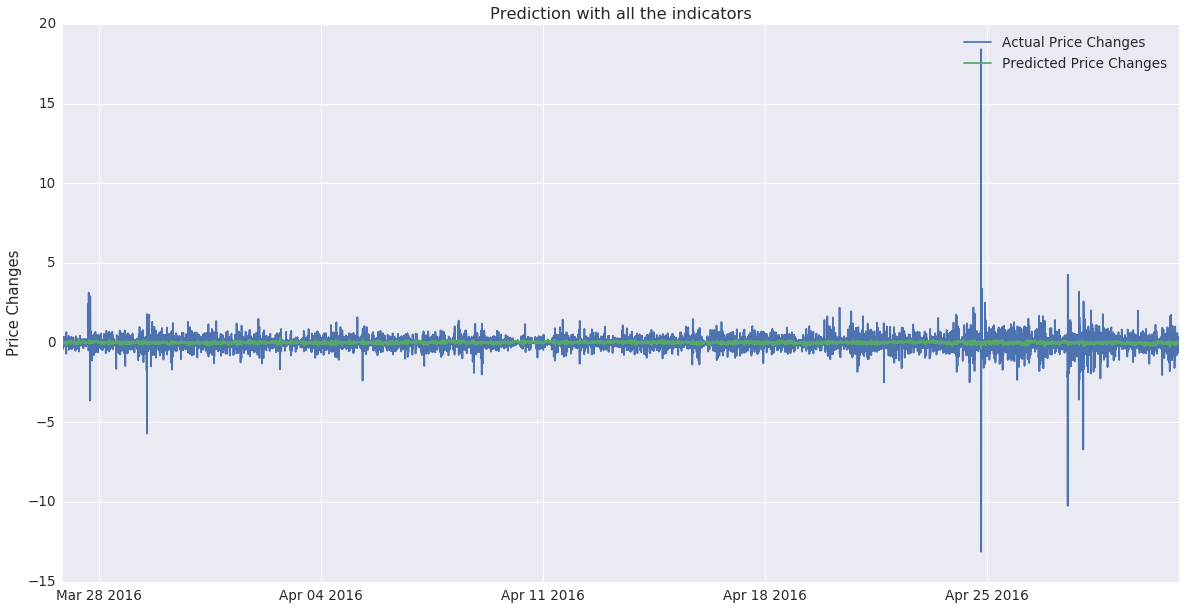 Prediction with all the indicators
Actual Price Changes
Predicted Price Changes
Price Changes
20
15
10
5
0
−5
−10
−15
Mar 28 2016
Apr 04 2016
Apr 11 2016
Apr 18 2016
Apr 25 2016